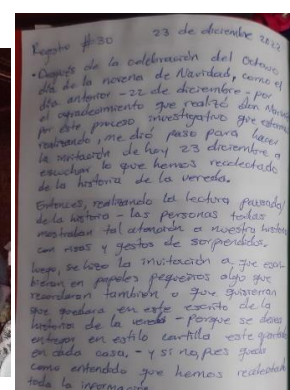 Registro #30 23 de diciembre 2022
- Después de la celebración del Octavo
día de la novena de Navidad, como el
día anterior - 22 de diciembre - por
el agradecimiento que realizó don
por este proceso investigativo que estamos
realizando, me dió paso para hacer
la invitación de hoy 23 diciembre a
escuchar lo que hemos recolectado
de la historia de la vereda.
Entonces, realizando la lectura pausada
de la historia - las personas todas
mostraban tal atención a nuestra historia
con risas y gestos de sorprendidos.
Luego, se hizo la invitación a que escri-
bieran en papeles pequeños algo que
recordaran también o que quisieran
que quedara en este escrito de la
historia de la vereda - porque se desea
entregar en estilo cartilla este
en cada casa, - y si no, pues queda
como entendido que hemos recolectado
toda la información.